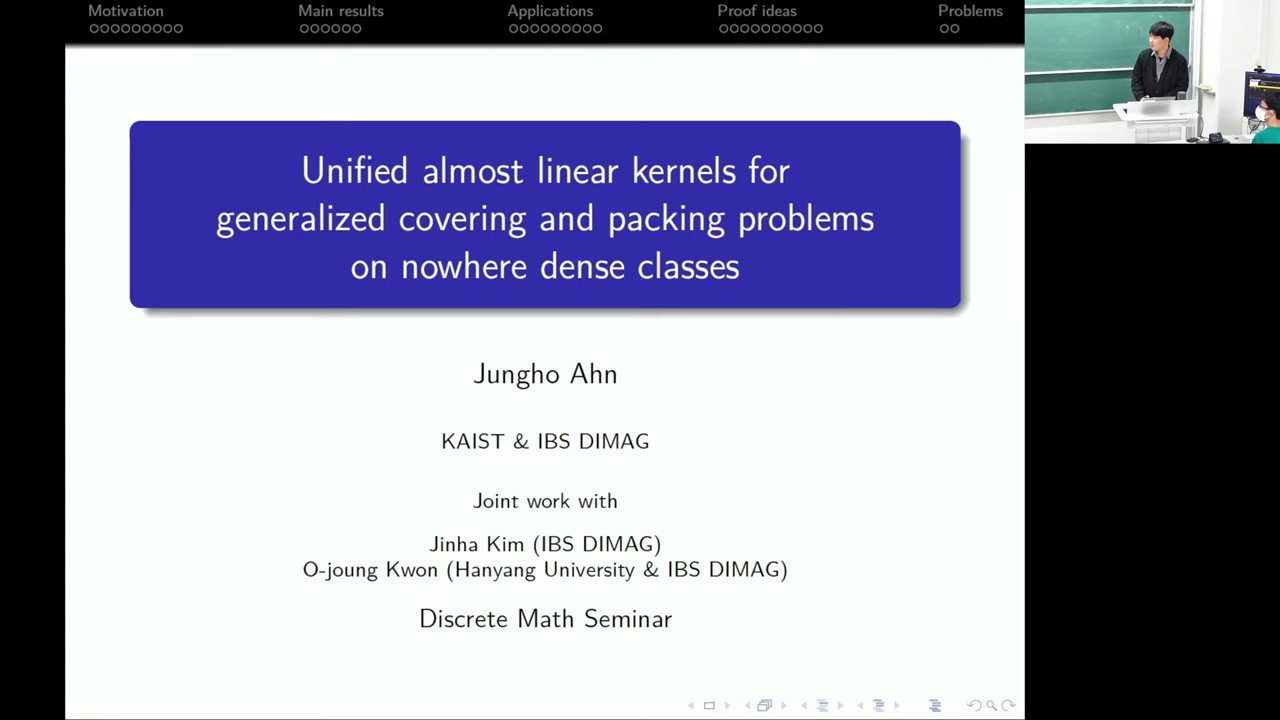 Motivation Main results Applications Proof ideas Problems
Unified almost linear kernels for
generalized covering and packing problems
on nowhere dense classes
Jungho Ahn
KAIST & IBS DIMAG
Joint work with
Jinha Kim (IBS DIMAG)
O-joung Kwon (Hanyang University & IBS DIMAG)
Discrete Math Seminar